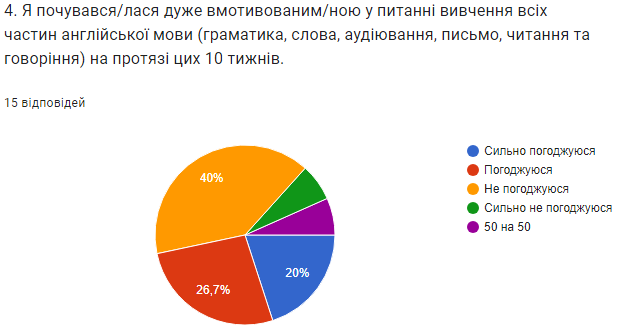 4. Я почувався/лася дуже вмотивованим/ною у питанні вивчення всіх
частин англійської мови (граматика, слова, аудіювання, письмо, читання та
говоріння) на протязі цих 10 тижнів.
15 відповідей
Сильно погоджуюся
Погоджуюся
Не погоджуюся
Сильно не погоджуюся
50 на 50
40%
26,7%
20%